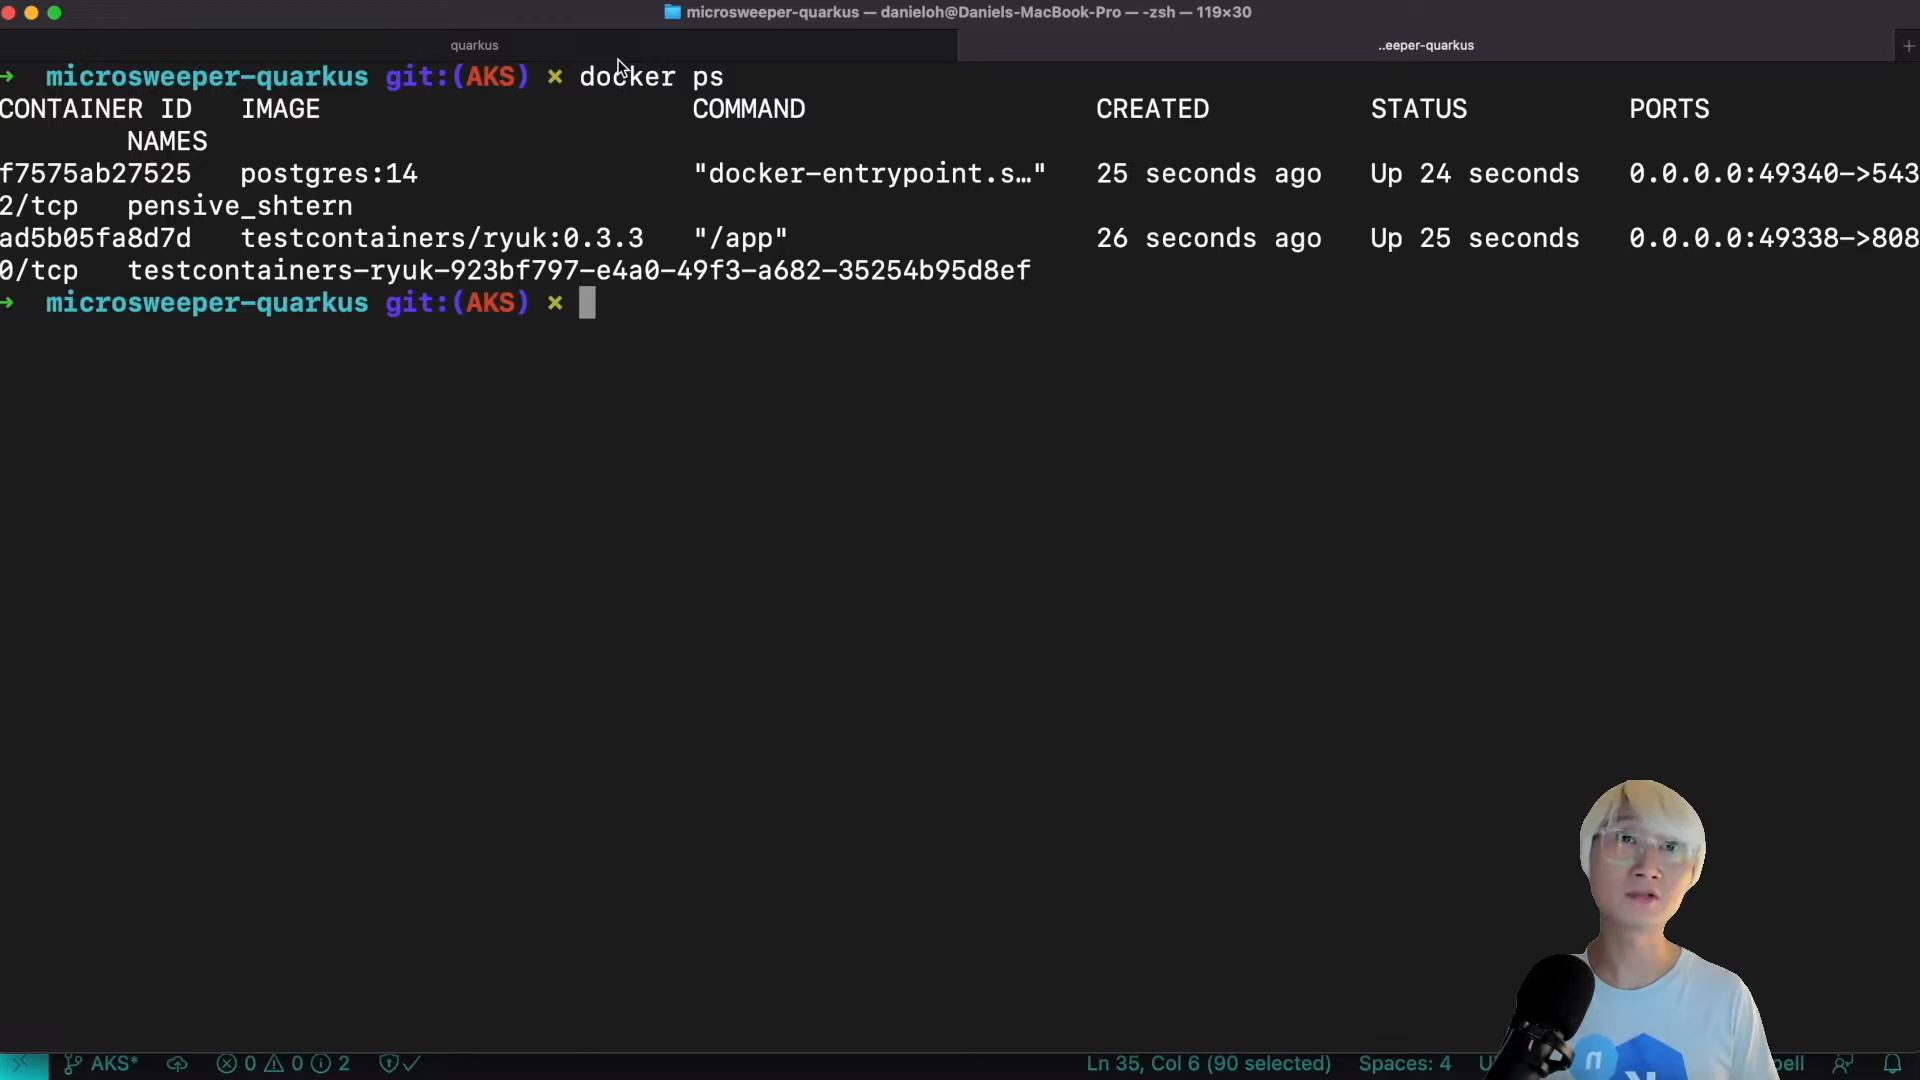 microsweeper-quarkus — danieloh@Daniels-MacBook-Pro — -zsh — 119×30
quarkus
..eeper-quarkus
+
→ microsweeper-quarkus git:(AKS) × docker ps
CONTAINER ID IMAGE COMMAND CREATED STATUS PORTS
NAMES
f7575ab27525 postgres:14 "docker-entrypoint.s…" 25 seconds ago Up 24 seconds 0.0.0.0:49340->543
2/tcp pensive_shtern
ad5b05fa8d7d testcontainers/ryuk:0.3.3 "/app" 26 seconds ago Up 25 seconds 0.0.0.0:49338->808
0/tcp testcontainers-ryuk-923bf797-e4a0-49f3-a682-35254b95d8ef
→ microsweeper-quarkus git:(AKS) ×
AKS* 0 0 2 Ln 35, Col 6 (90 selected) Spaces: 4